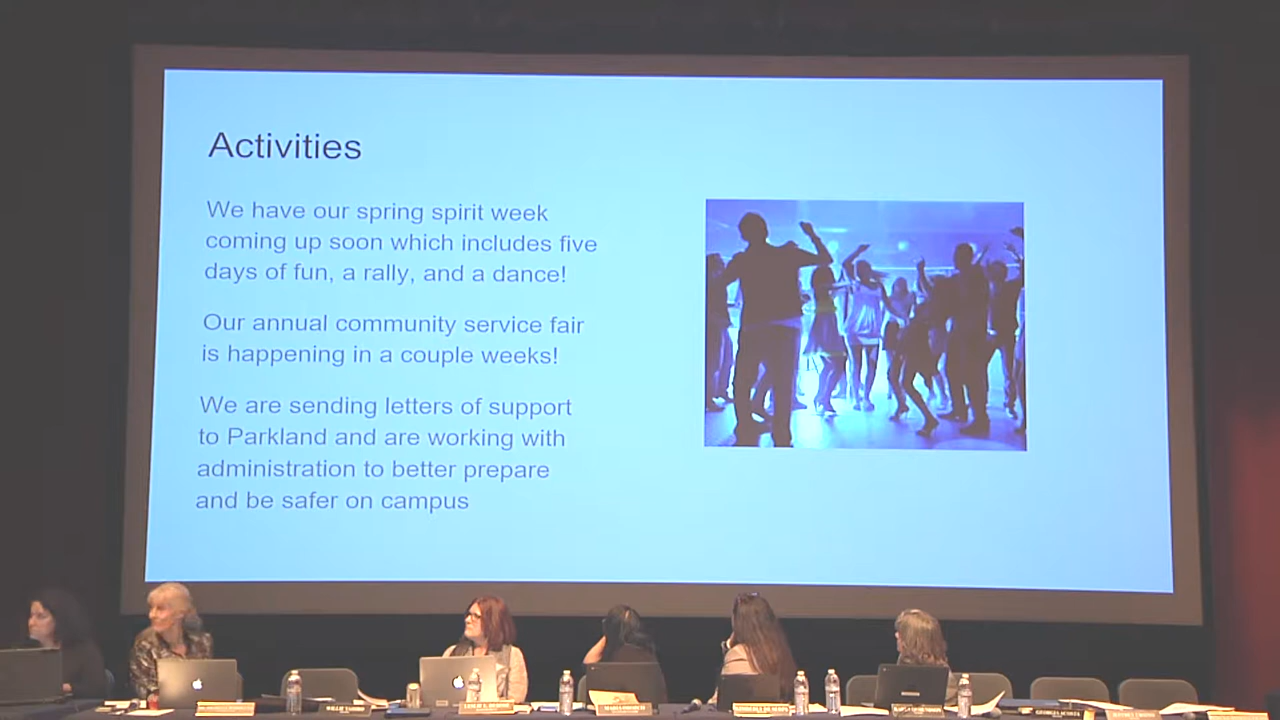 Activities
We have our spring spirit week
coming up soon which includes five
days of fun, a rally, and a dance!
Our annual community service fair
is happening in a couple weeks!
We are sending letters of support
to Parkland and are working with
administration to better prepare
and be safer on campus